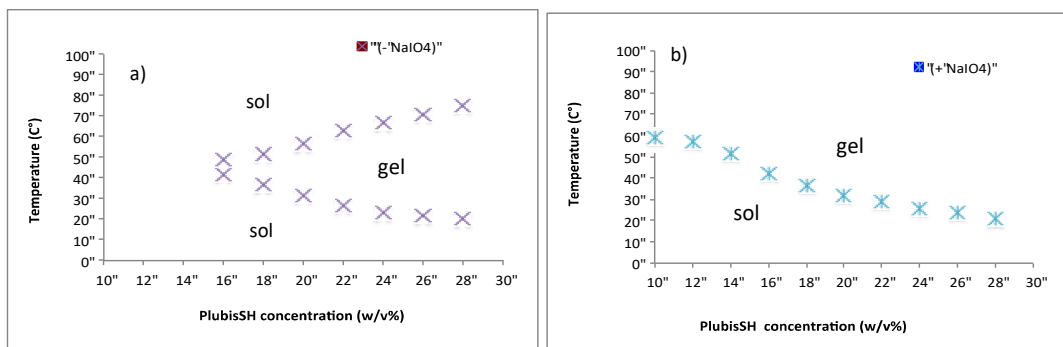 "'(-'NaIO4)"
a)
100"
90"
80"
70"
60"
50"
40"
30"
20"
10"
0"
sol
gel
sol
Temperature (C°)
10" 12" 14" 16" 18" 20" 22" 24" 26" 28" 30"
PlubisSH concentration (w/v%)
b)
"(+'NaIO4)"
100"
90"
80"
70"
60"
50"
40"
30"
20"
10"
0"
gel
sol
Temperature (C°)
10" 12" 14" 16" 18" 20" 22" 24" 26" 28" 30"
PlubisSH concentration (w/v%)